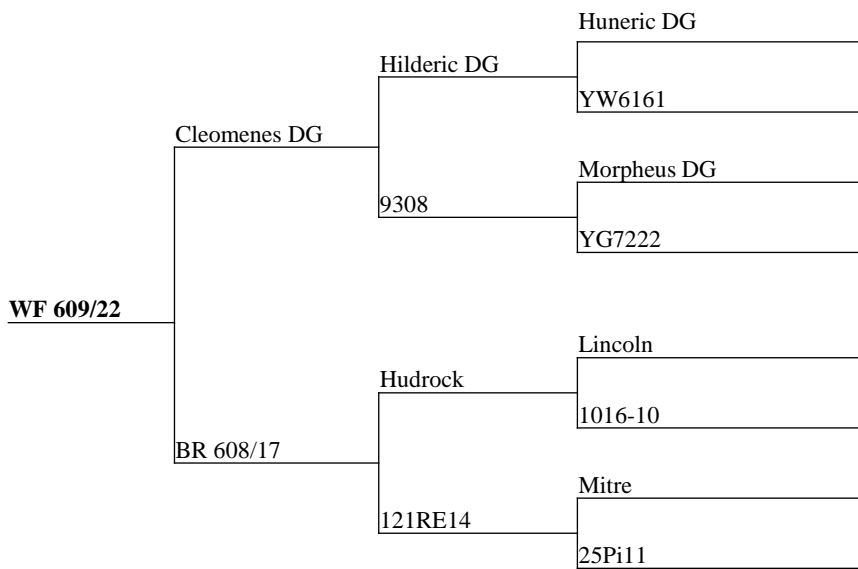 Huneric DG
Hilderic DG
YW6161
Cleomenes DG
Morpheus DG
9308
YG7222
WF 609/22
Lincoln
Hudrock
1016-10
BR 608/17
Mitre
121RE14
25Pi11